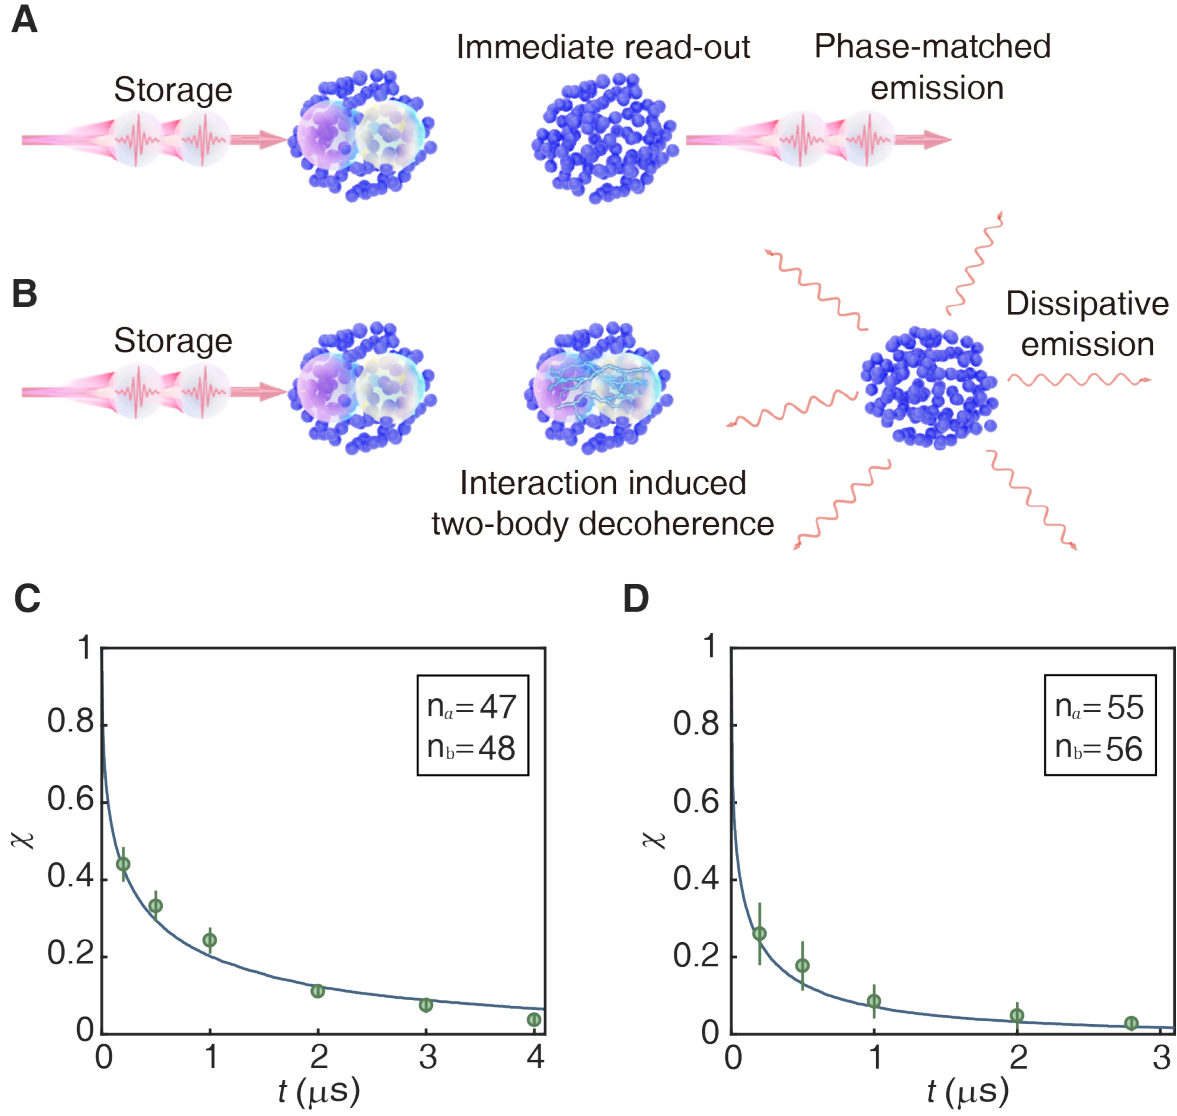 A
Storage
Immediate read-out
Phase-matched
emission
B
Storage
Interaction induced
two-body decoherence
Dissipative
emission
C
1
0.8
0.6
0.4
0.2
0
χ
nₐ= 47
n_b= 48
0 1 2 3 4
t (μs)
D
1
0.8
0.6
0.4
0.2
0
χ
nₐ= 55
n_b= 56
0 1 2 3
t (μs)